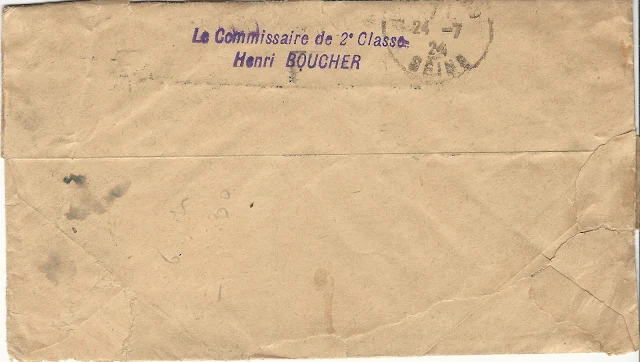 Le Commissaire de 2e Classe
Henri BOUCHER
24 -7
24
SEINE